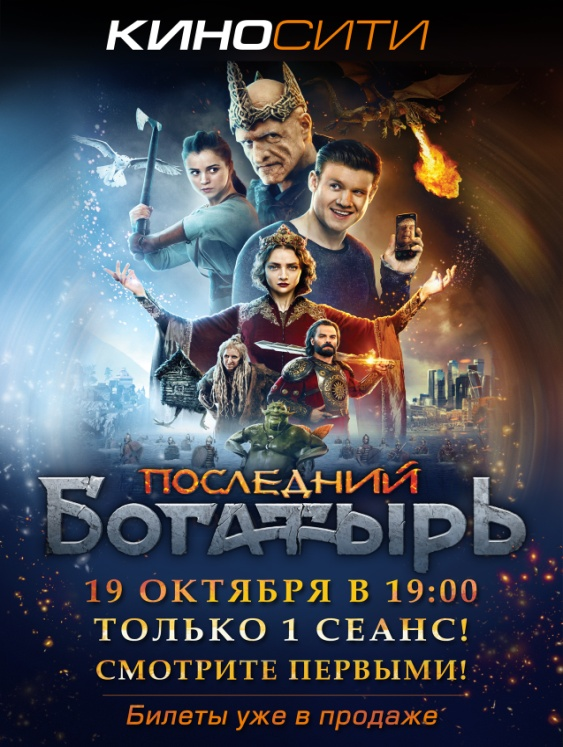 КИНОСИТИ
ПОСЛЕДНИЙ
БОГАТЫРЬ
19 ОКТЯБРЯ В 19:00
ТОЛЬКО 1 СЕАНС!
СМОТРИТЕ ПЕРВЫМИ!
Билеты уже в продаже